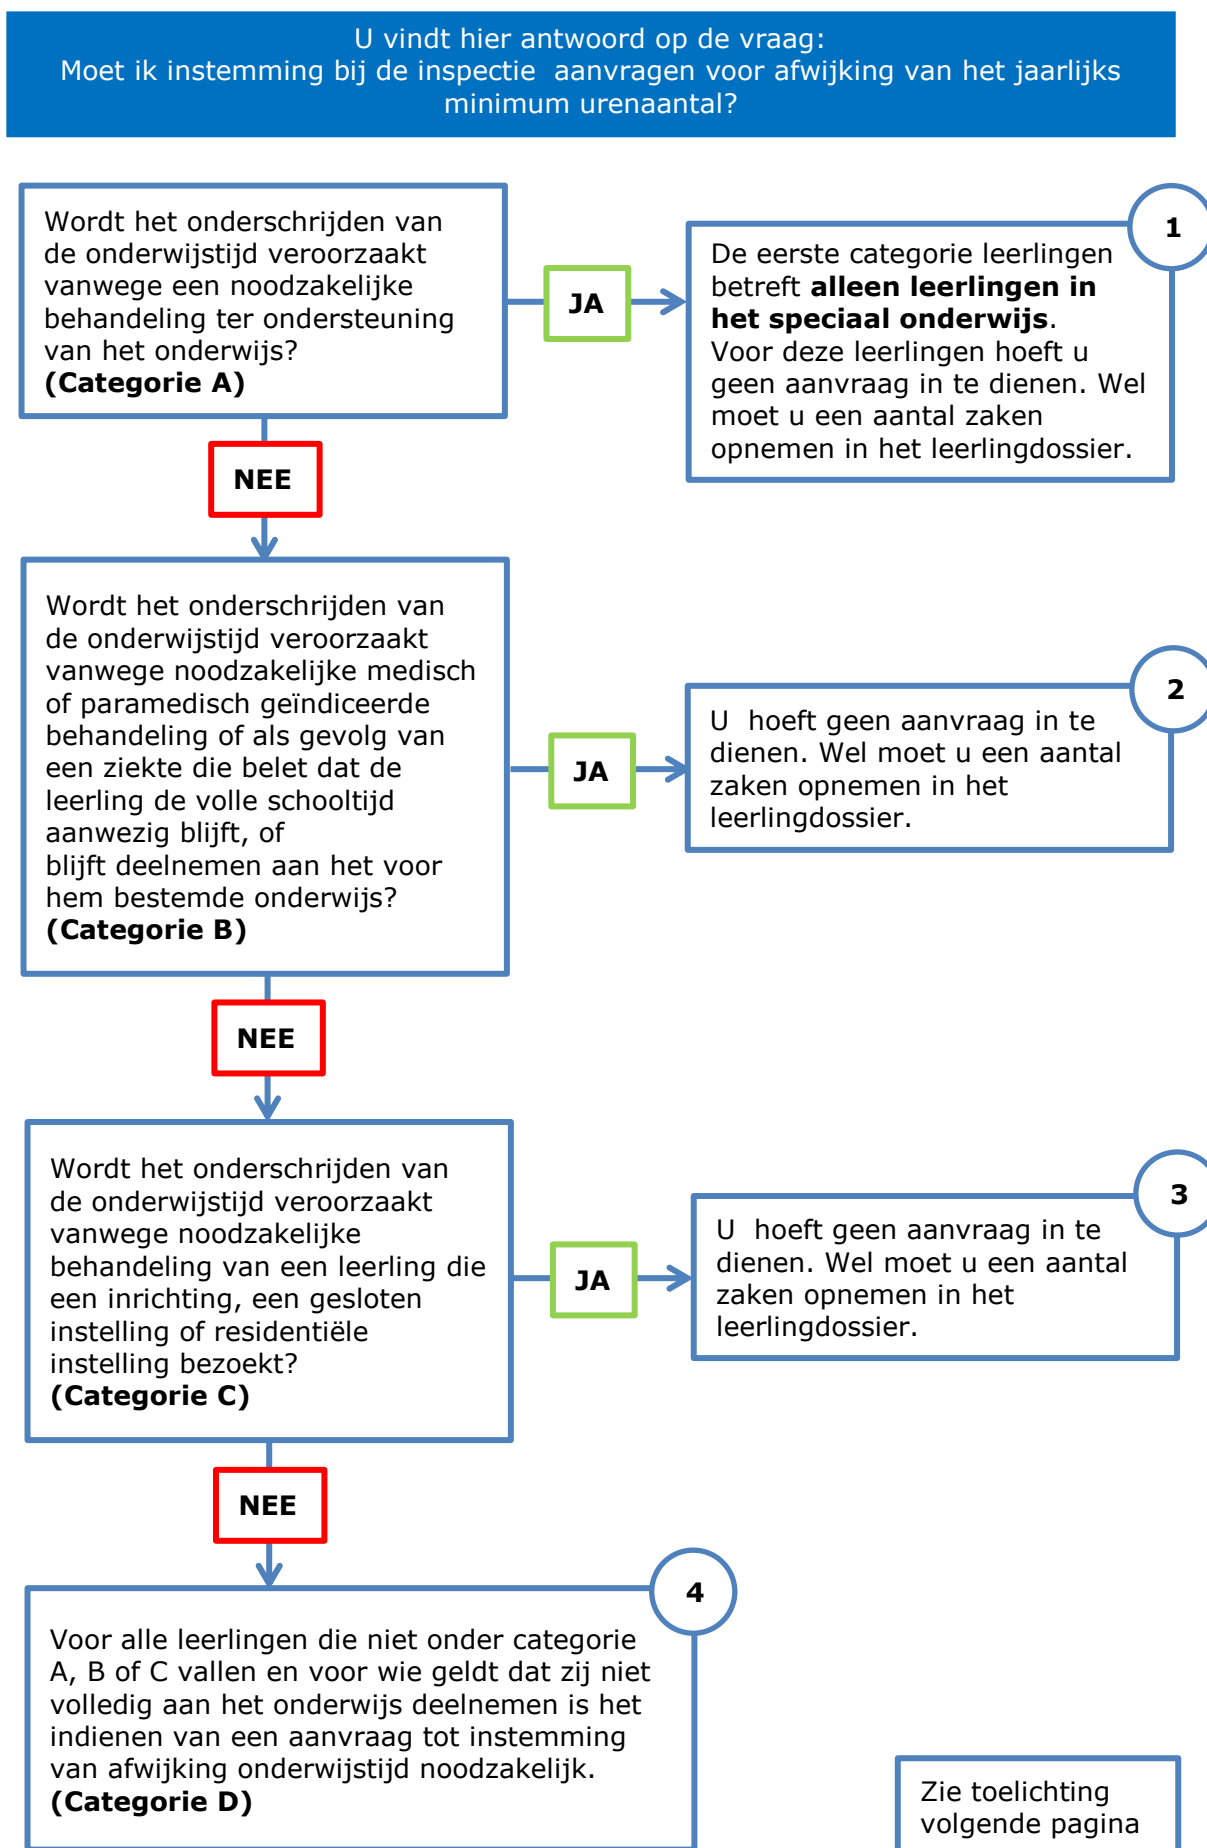 U vindt hier antwoord op de vraag:
Moet ik instemming bij de inspectie  aanvragen voor afwijking van het jaarlijks
minimum urenaantal?
Wordt het onderschrijden van
de onderwijstijd veroorzaakt
vanwege een noodzakelijke
behandeling ter ondersteuning
van het onderwijs?
(Categorie A)
JA
1
De eerste categorie leerlingen
betreft alleen leerlingen in
het speciaal onderwijs.
Voor deze leerlingen hoeft u
geen aanvraag in te dienen. Wel
moet u een aantal zaken
opnemen in het leerlingdossier.
NEE
Wordt het onderschrijden van
de onderwijstijd veroorzaakt
vanwege noodzakelijke medisch
of paramedisch geïndiceerde
behandeling of als gevolg van
een ziekte die belet dat de
leerling de volle schooltijd
aanwezig blijft, of
blijft deelnemen aan het voor
hem bestemde onderwijs?
(Categorie B)
JA
2
U  hoeft geen aanvraag in te
dienen. Wel moet u een aantal
zaken opnemen in het
leerlingdossier.
NEE
Wordt het onderschrijden van
de onderwijstijd veroorzaakt
vanwege noodzakelijke
behandeling van een leerling die
een inrichting, een gesloten
instelling of residentiële
instelling bezoekt?
(Categorie C)
JA
3
U  hoeft geen aanvraag in te
dienen. Wel moet u een aantal
zaken opnemen in het
leerlingdossier.
NEE
4
Voor alle leerlingen die niet onder categorie
A, B of C vallen en voor wie geldt dat zij niet
volledig aan het onderwijs deelnemen is het
indienen van een aanvraag tot instemming
van afwijking onderwijstijd noodzakelijk.
(Categorie D)
Zie toelichting
volgende pagina